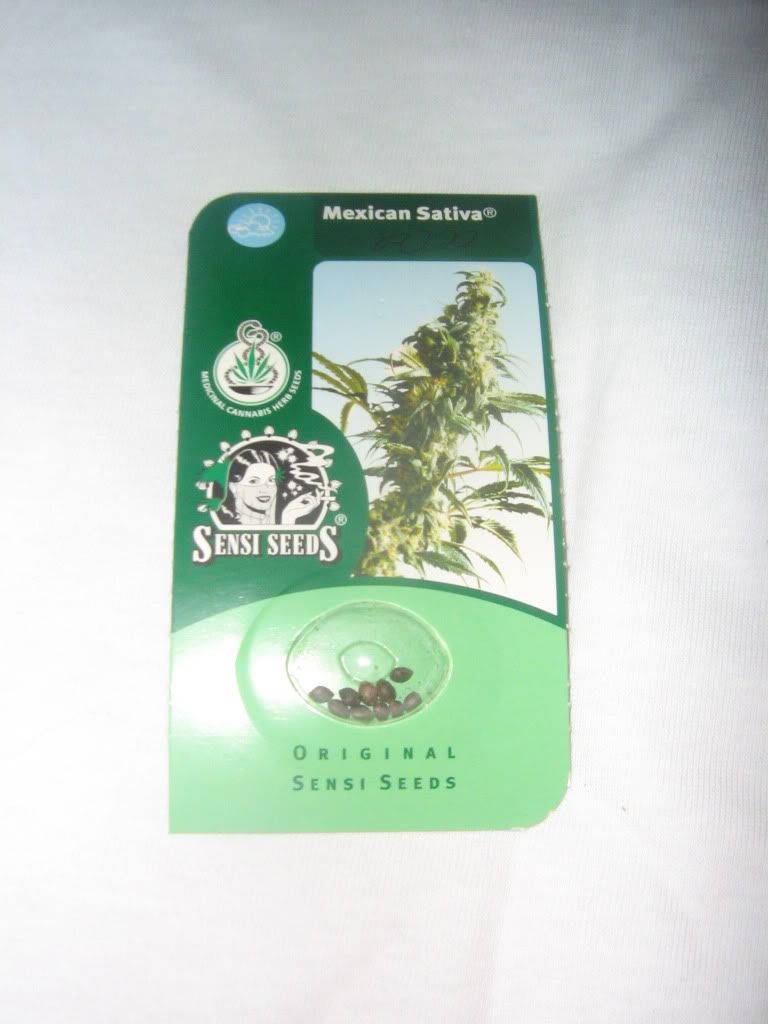 Mexican Sativa®
®
MEDICINAL CANNABIS HERB SEEDS
SENSI SEEDS®
ORIGINAL
SENSI SEEDS